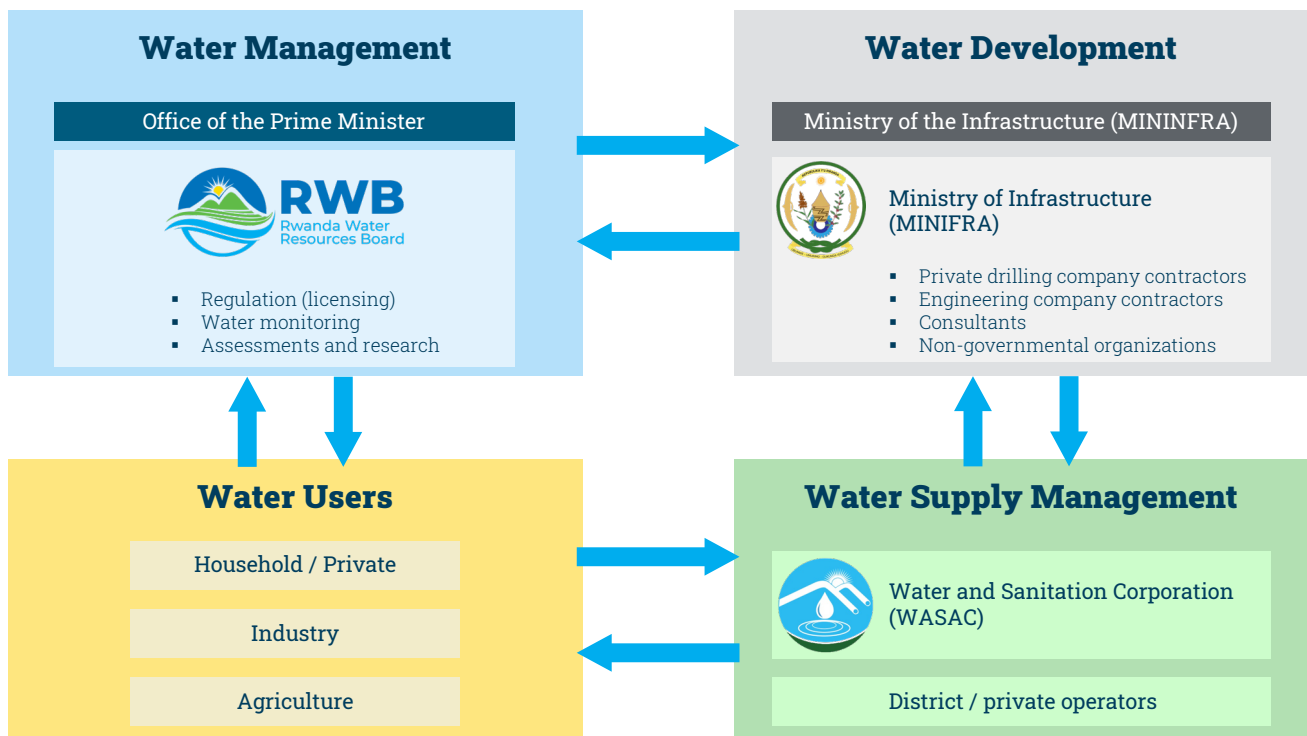 Water Management
Office of the Prime Minister
RWB
Rwanda Water
Resources Board
▪ Regulation (licensing)
▪ Water monitoring
▪ Assessments and research
Water Development
Ministry of the Infrastructure (MININFRA)
Ministry of Infrastructure
(MINIFRA)
▪ Private drilling company contractors
▪ Engineering company contractors
▪ Consultants
▪ Non-governmental organizations
Water Users
Household / Private
Industry
Agriculture
Water Supply Management
Water and Sanitation Corporation
(WASAC)
District / private operators